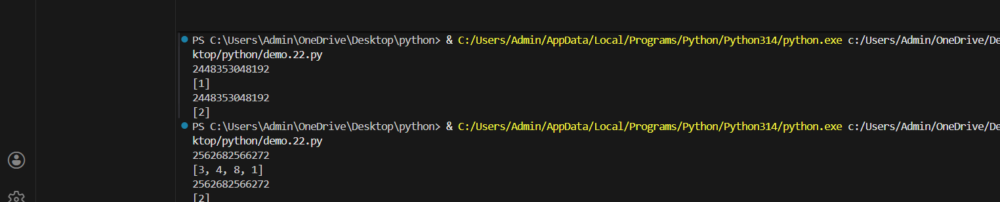 PS C:\Users\Admin\OneDrive\Desktop\python> & C:/Users/Admin/AppData/Local/Programs/Python/Python314/python.exe c:/Users/Admin/OneDrive/De
ktop/python/demo.22.py
2448353048192
[1]
2448353048192
[2]
PS C:\Users\Admin\OneDrive\Desktop\python> & C:/Users/Admin/AppData/Local/Programs/Python/Python314/python.exe c:/Users/Admin/OneDrive/De
ktop/python/demo.22.py
2562682566272
[3, 4, 8, 1]
2562682566272
[2]